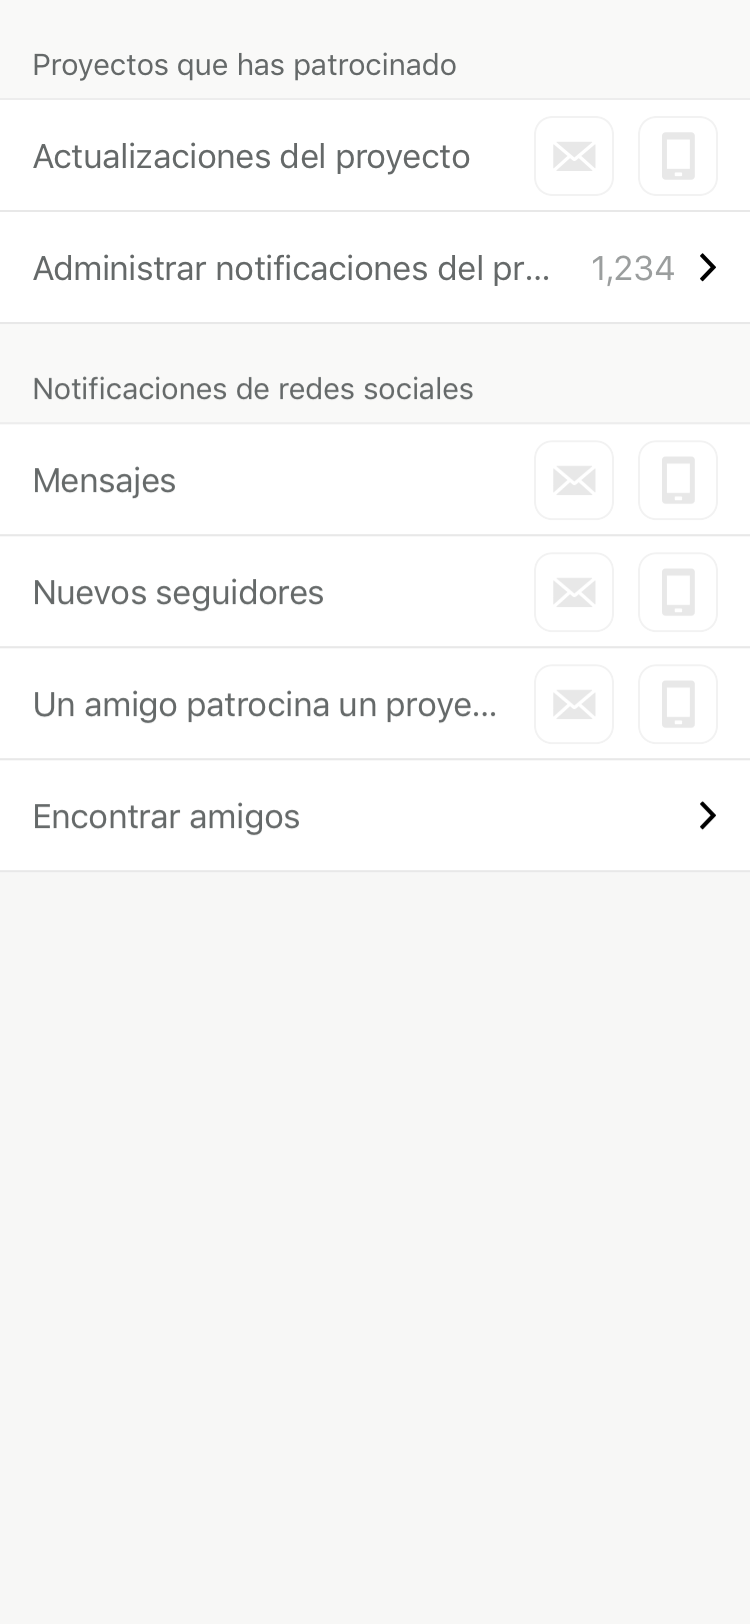 Proyectos que has patrocinado
Actualizaciones del proyecto
Administrar notificaciones del pr... 1,234
Notificaciones de redes sociales
Mensajes
Nuevos seguidores
Un amigo patrocina un proye...
Encontrar amigos